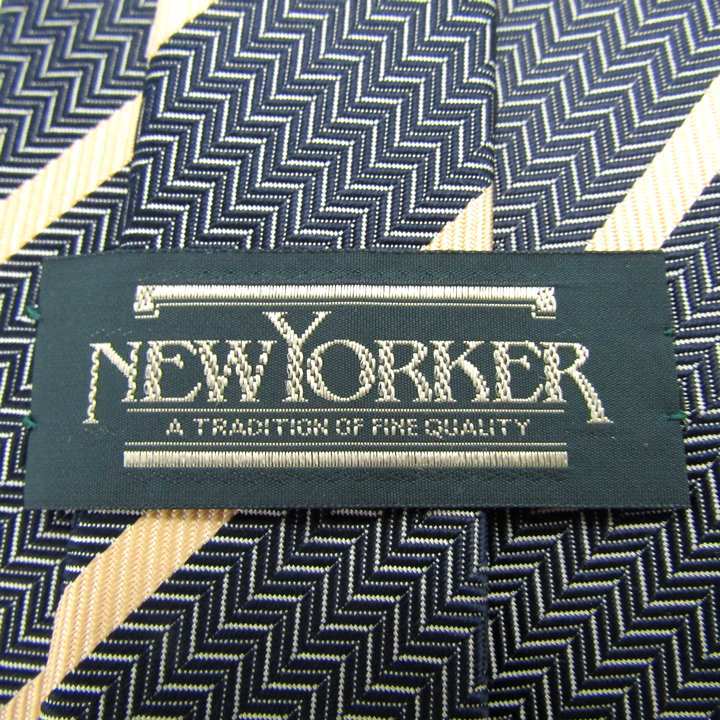 NEWYORKER
A TRADITION OF FINE QUALITY